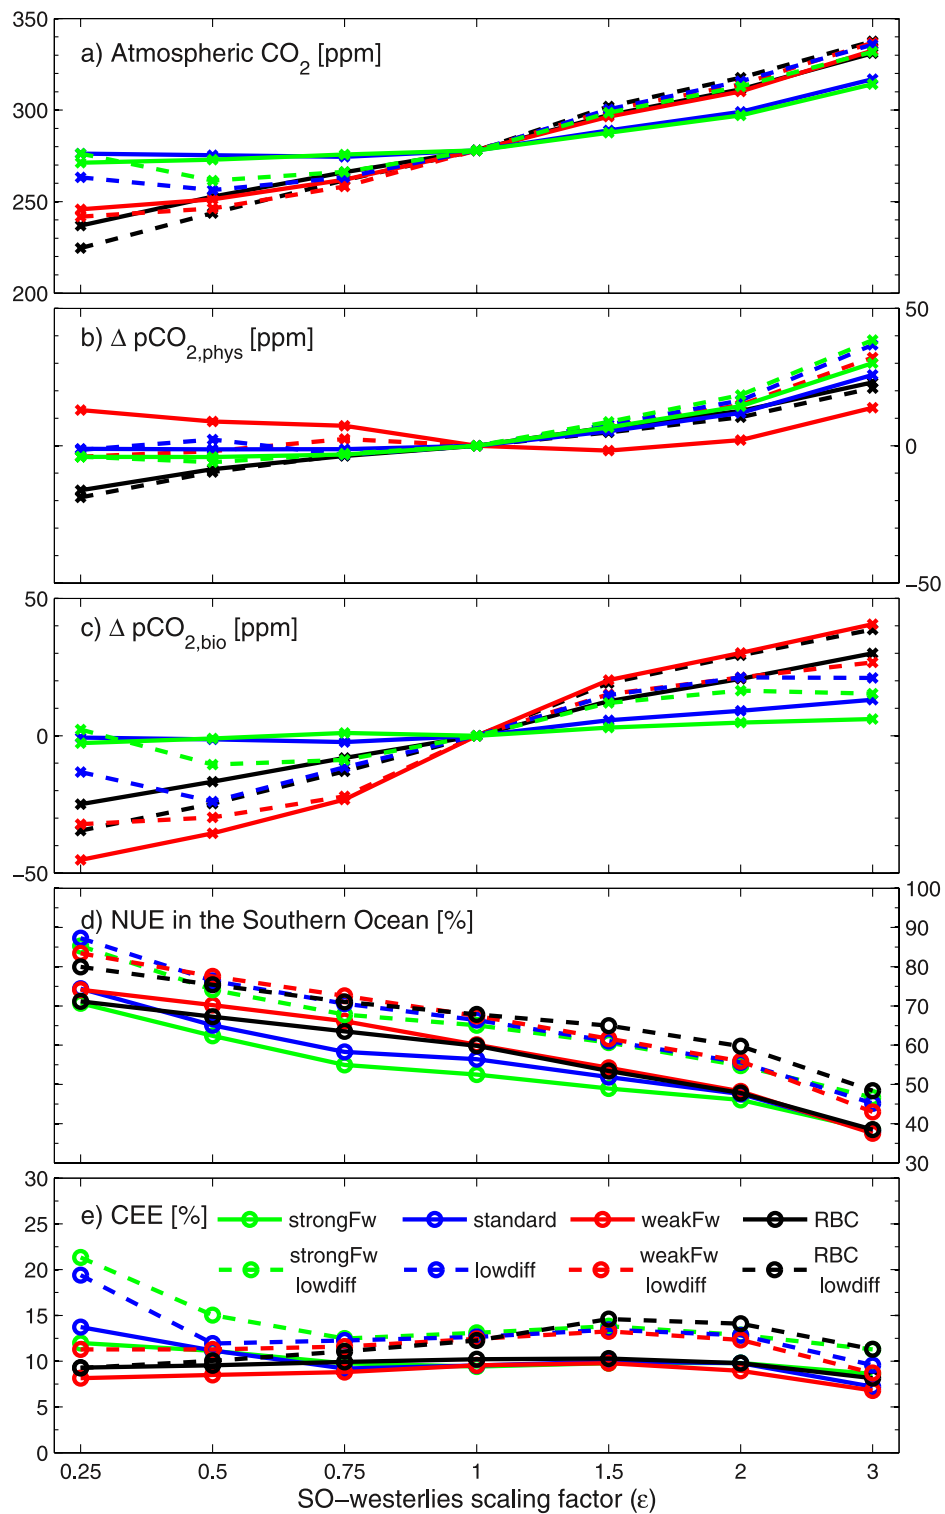 350
a) Atmospheric CO2 [ppm]
300
250
200
b) Δ pCO2,phys [ppm]
50
0
−50
50
c) Δ pCO2,bio [ppm]
0
−50
d) NUE in the Southern Ocean [%]
100
90
80
70
60
50
40
30
30
e) CEE [%]
strongFw
standard
weakFw
RBC
25
strongFw lowdiff
lowdiff
weakFw lowdiff
RBC lowdiff
20
15
10
5
0
0.25 0.5 0.75 1 1.5 2 3
SO−westerlies scaling factor (ε)